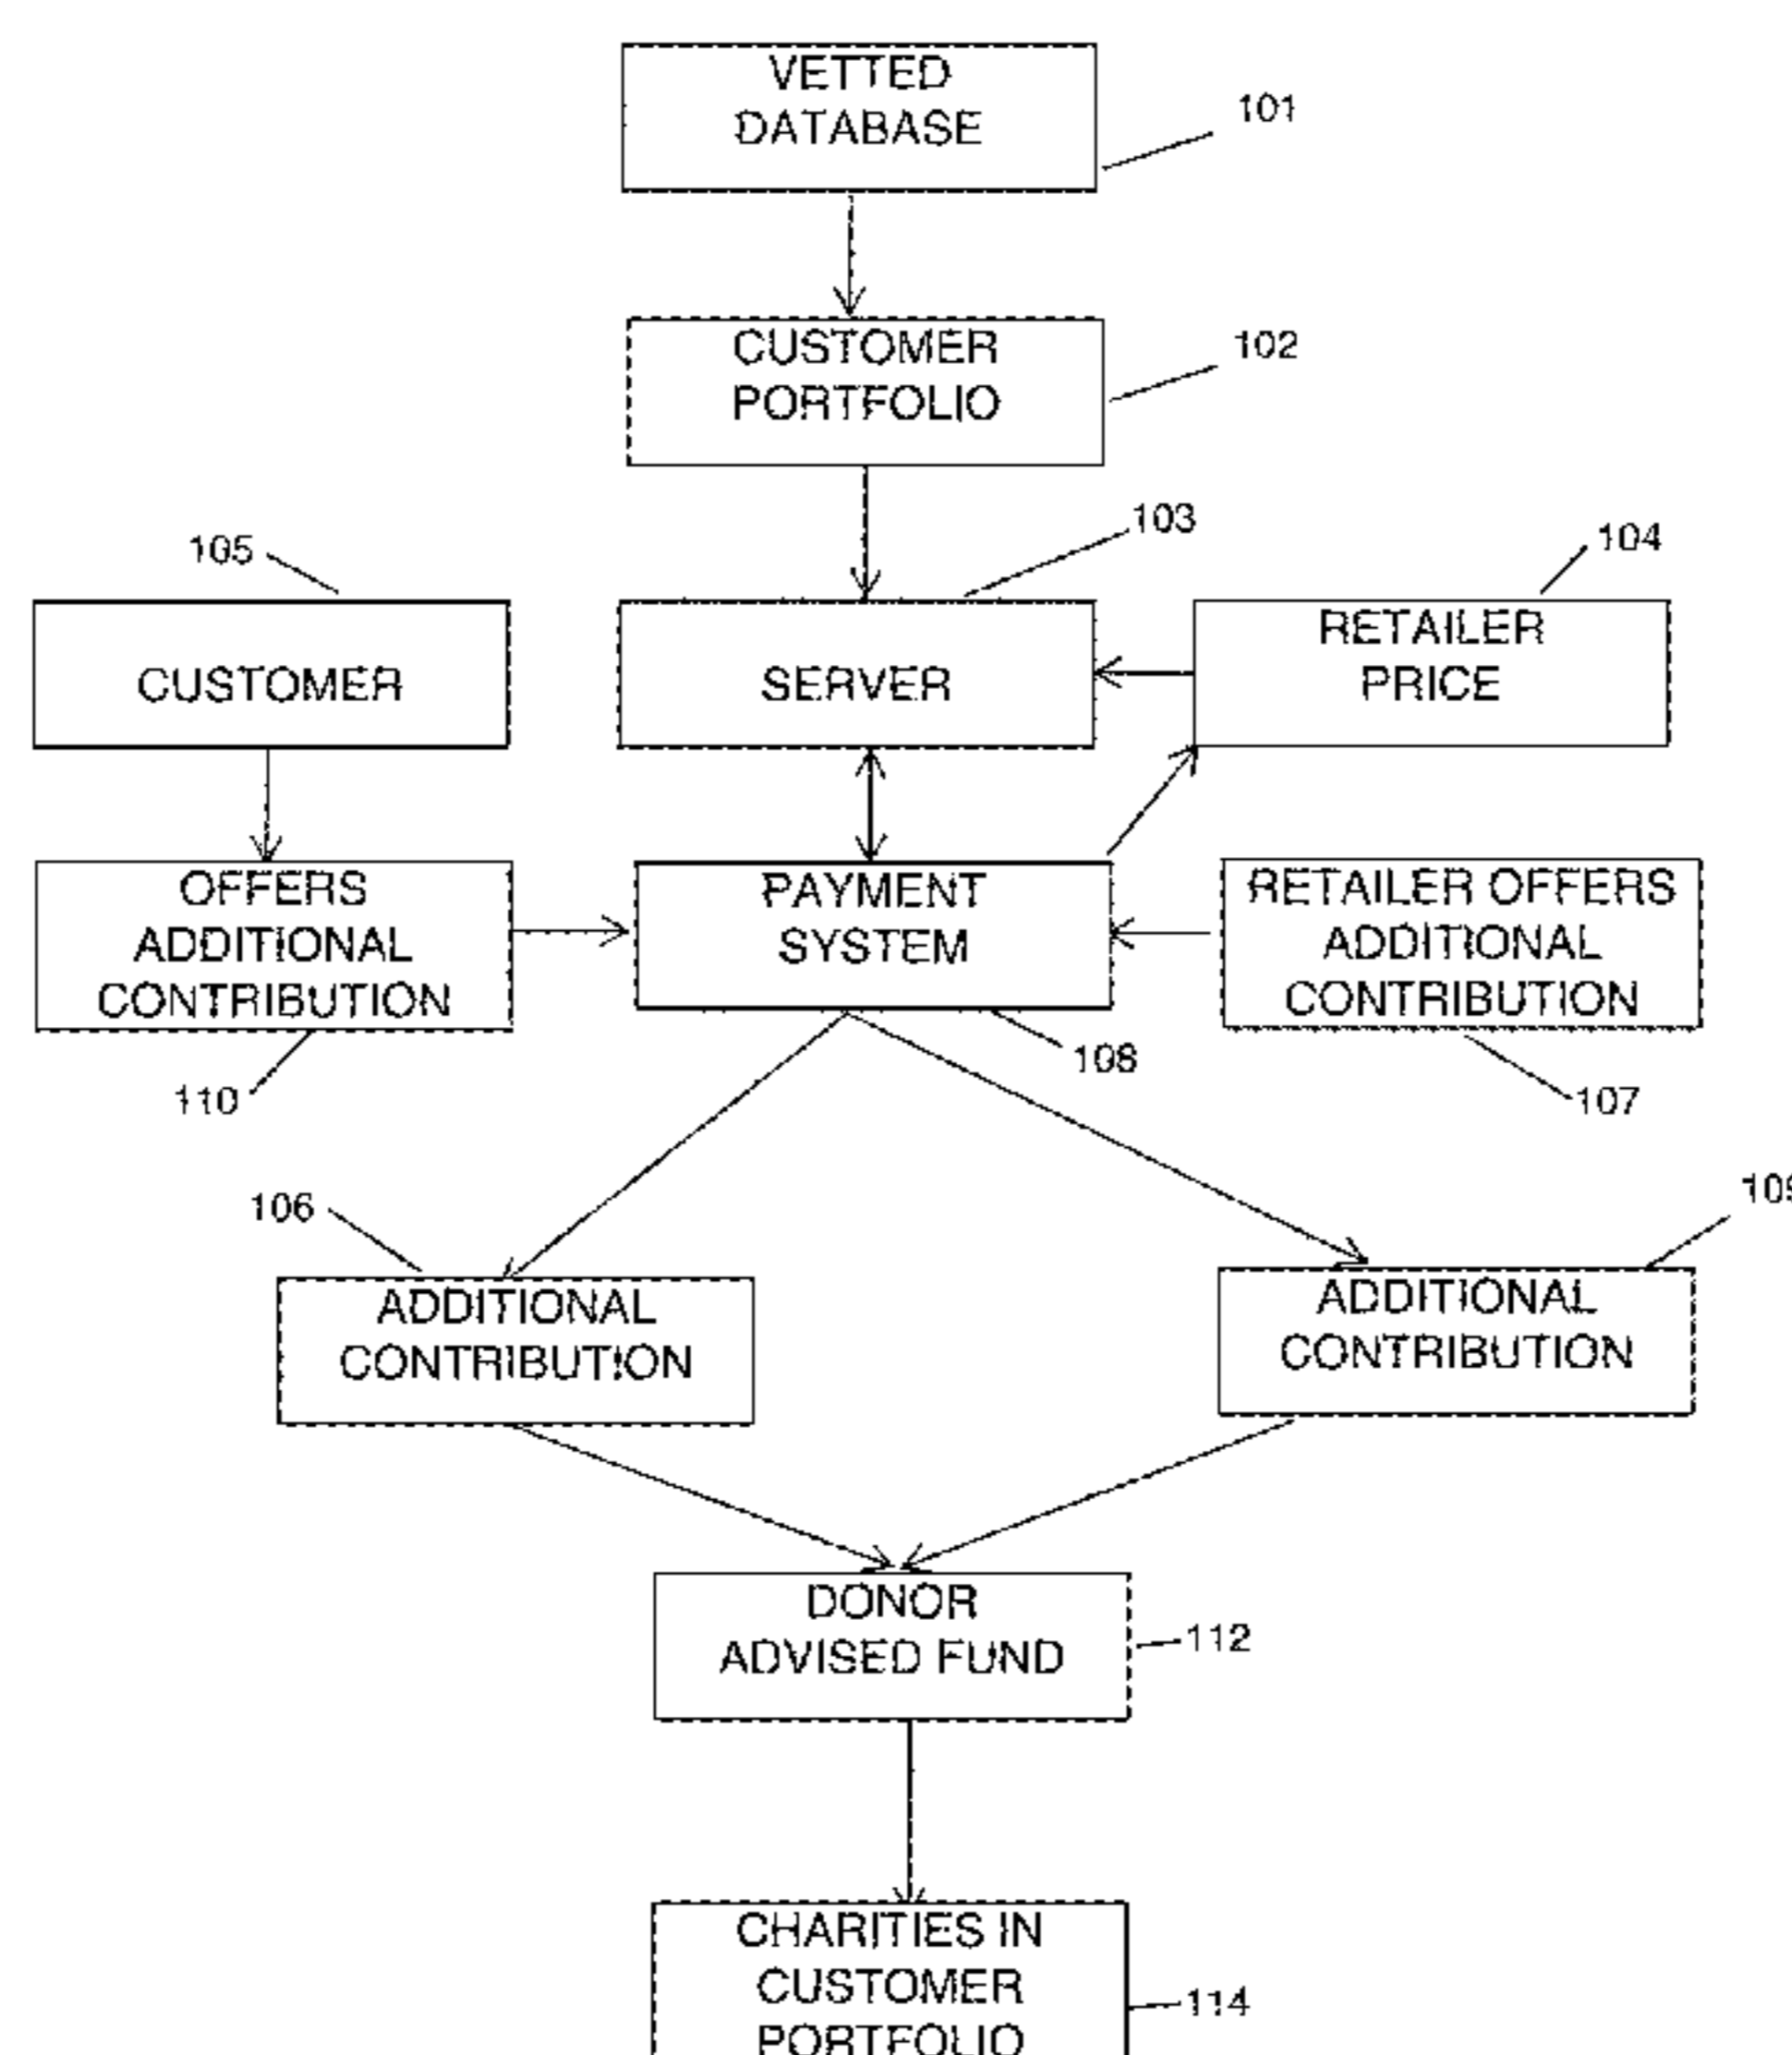 VETTED
DATABASE
101
CUSTOMER
PORTFOLIO
102
103
104
105
CUSTOMER
SERVER
RETAILER
PRICE
OFFERS
ADDITIONAL
CONTRIBUTION
PAYMENT
SYSTEM
RETAILER OFFERS
ADDITIONAL
CONTRIBUTION
108
110
107
106
109
ADDITIONAL
CONTRIBUTION
ADDITIONAL
CONTRIBUTION
DONOR
ADVISED FUND
112
CHARITIES IN
CUSTOMER
PORTFOLIO
114